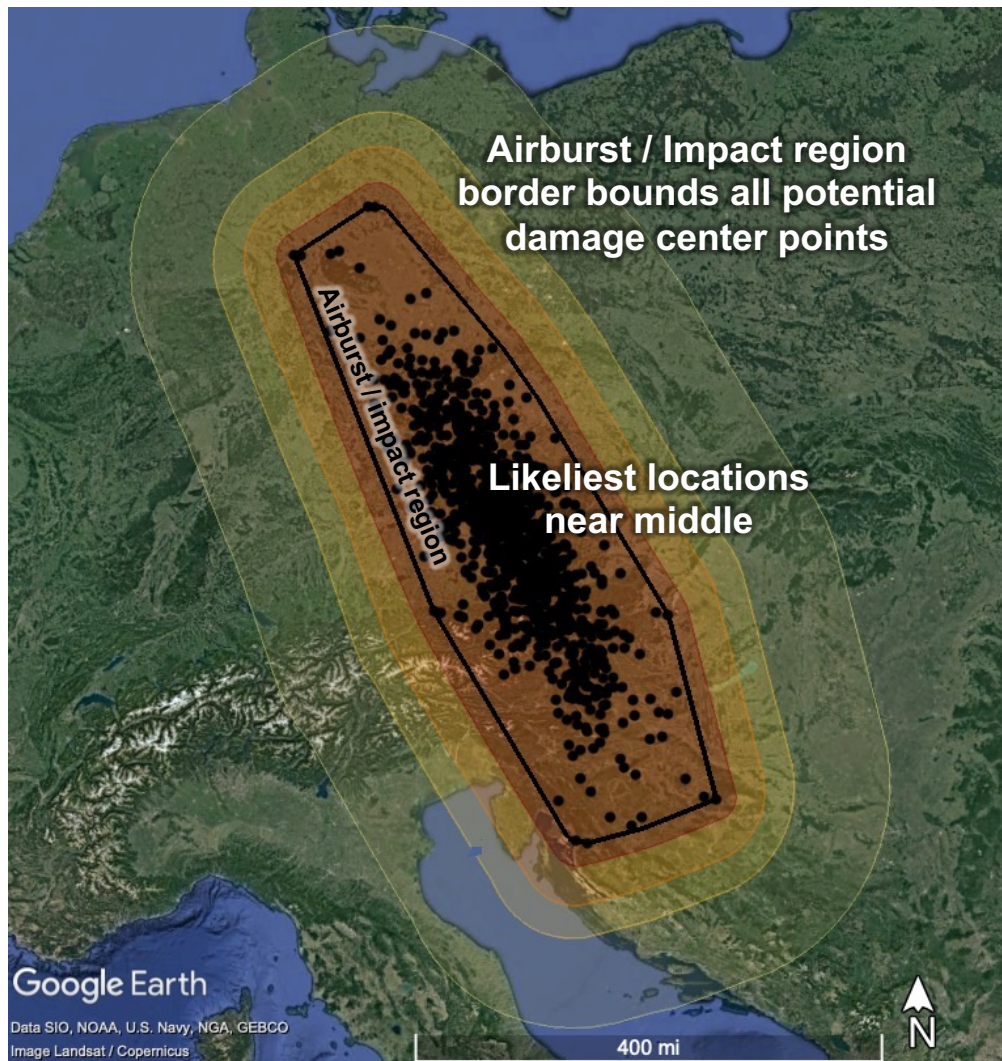 Airburst / Impact region
border bounds all potential
damage center points
Airburst / impact region
Likeliest locations
near middle
Google Earth
Data SIO, NOAA, U.S. Navy, NGA, GEBCO
Image Landsat / Copernicus
400 mi
N